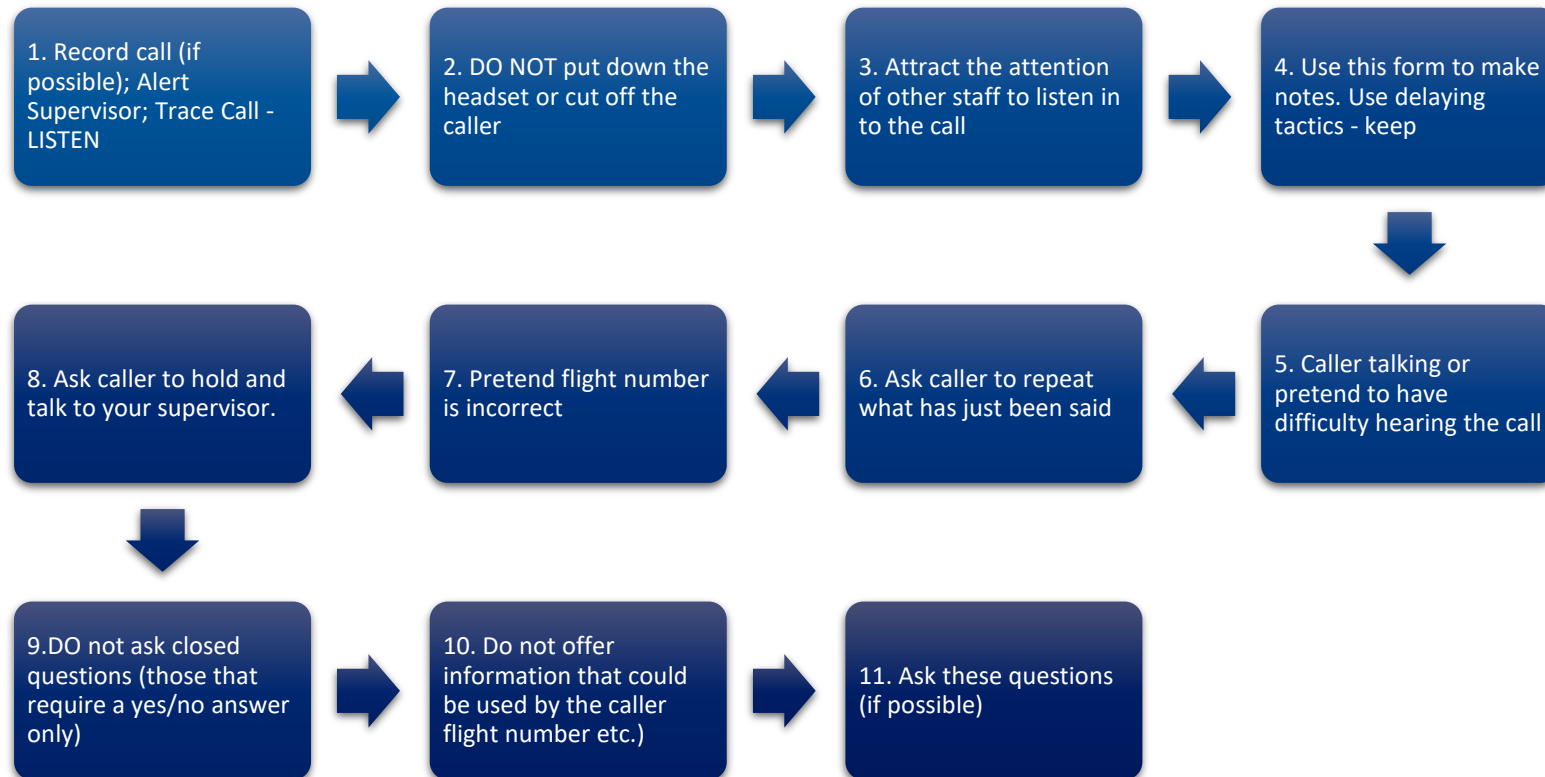 1. Record call (if
possible); Alert
Supervisor; Trace Call -
LISTEN
2. DO NOT put down the
headset or cut off the
caller
3. Attract the attention
of other staff to listen in
to the call
4. Use this form to make
notes. Use delaying
tactics - keep
5. Caller talking or
pretend to have
difficulty hearing the call
6. Ask caller to repeat
what has just been said
7. Pretend flight number
is incorrect
8. Ask caller to hold and
talk to your supervisor.
9.DO not ask closed
questions (those that
require a yes/no answer
only)
10. Do not offer
information that could
be used by the caller
flight number etc.)
11. Ask these questions
(if possible)